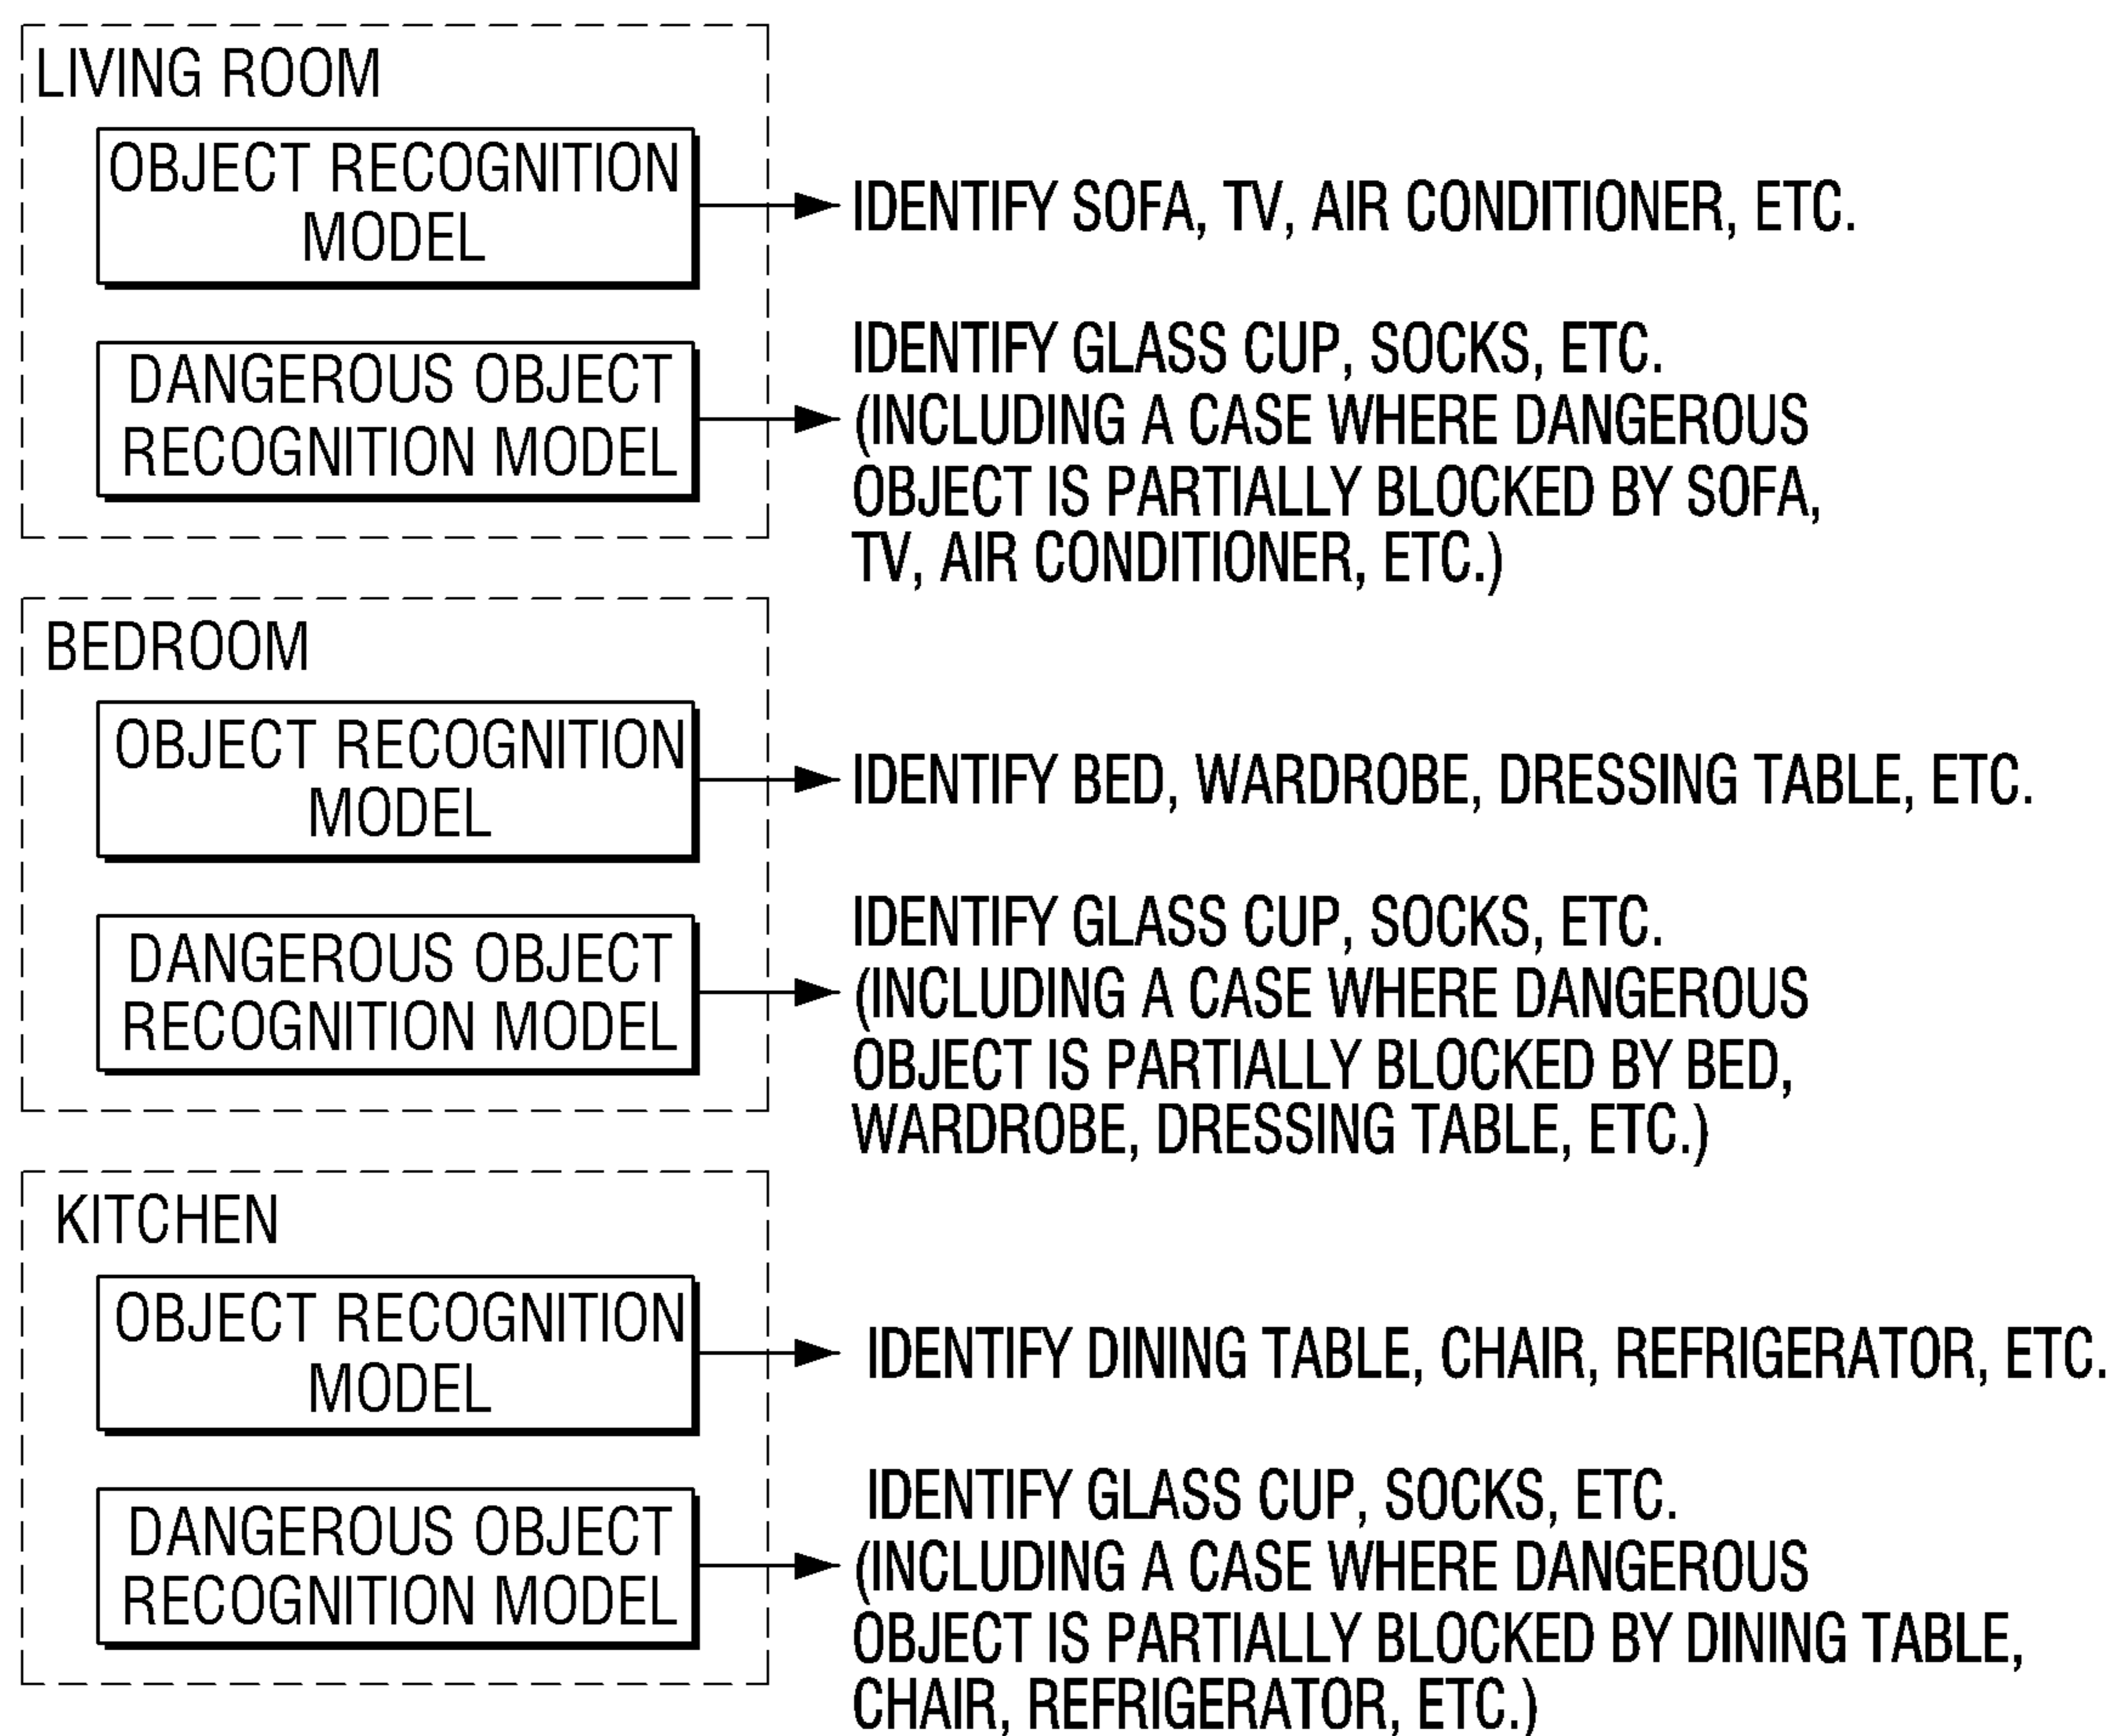 LIVING ROOM
OBJECT RECOGNITION
MODEL
IDENTIFY SOFA, TV, AIR CONDITIONER, ETC.
DANGEROUS OBJECT
RECOGNITION MODEL
IDENTIFY GLASS CUP, SOCKS, ETC.
(INCLUDING A CASE WHERE DANGEROUS
OBJECT IS PARTIALLY BLOCKED BY SOFA,
TV, AIR CONDITIONER, ETC.)
BEDROOM
OBJECT RECOGNITION
MODEL
IDENTIFY BED, WARDROBE, DRESSING TABLE, ETC.
DANGEROUS OBJECT
RECOGNITION MODEL
IDENTIFY GLASS CUP, SOCKS, ETC.
(INCLUDING A CASE WHERE DANGEROUS
OBJECT IS PARTIALLY BLOCKED BY BED,
WARDROBE, DRESSING TABLE, ETC.)
KITCHEN
OBJECT RECOGNITION
MODEL
IDENTIFY DINING TABLE, CHAIR, REFRIGERATOR, ETC.
DANGEROUS OBJECT
RECOGNITION MODEL
IDENTIFY GLASS CUP, SOCKS, ETC.
(INCLUDING A CASE WHERE DANGEROUS
OBJECT IS PARTIALLY BLOCKED BY DINING TABLE,
CHAIR, REFRIGERATOR, ETC.)